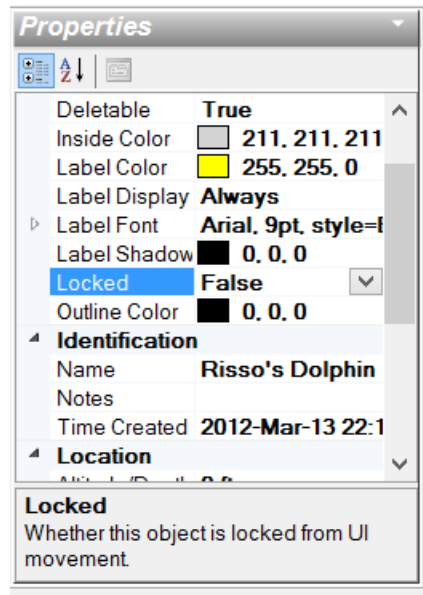 Properties
Deletable True
Inside Color 211, 211, 211
Label Color 255, 255, 0
Label Display Always
Label Font Arial, 9pt, style=
Label Shadow 0, 0, 0
Locked False
Outline Color 0, 0, 0
Identification
Name Risso's Dolphin
Notes
Time Created 2012-Mar-13 22:1
Location
Locked
Whether this object is locked from UI
movement.